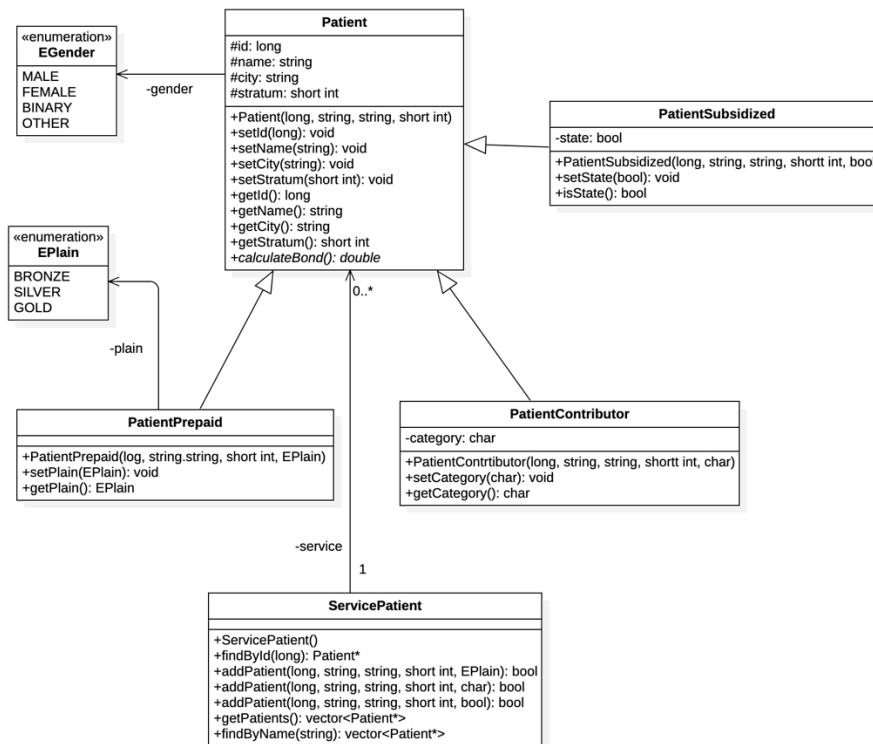 «enumeration»
EGender
MALE
FEMALE
BINARY
OTHER
-gender
Patient
#id: long
#name: string
#city: string
#stratum: short int
+Patient(long, string, string, short int)
+setId(long): void
+setName(string): void
+setCity(string): void
+setStratum(short int): void
+getId(): long
+getName(): string
+getCity(): string
+getStratum(): short int
+calculateBond(): double
PatientSubsidized
-state: bool
+PatientSubsidized(long, string, string, shortt int, bool
+setState(bool): void
+isState(): bool
«enumeration»
EPlain
BRONZE
SILVER
GOLD
-plain
0..*
PatientPrepaid
+PatientPrepaid(log, string.string, short int, EPlain)
+setPlain(EPlain): void
+getPlain(): EPlain
PatientContributor
-category: char
+PatientContrtibutor(long, string, string, shortt int, char)
+setCategory(char): void
+getCategory(): char
-service
1
ServicePatient
+ServicePatient()
+findById(long): Patient*
+addPatient(long, string, string, short int, EPlain): bool
+addPatient(long, string, string, short int, char): bool
+addPatient(long, string, string, short int, bool): bool
+getPatients(): vector<Patient*>
+findByName(string): vector<Patient*>